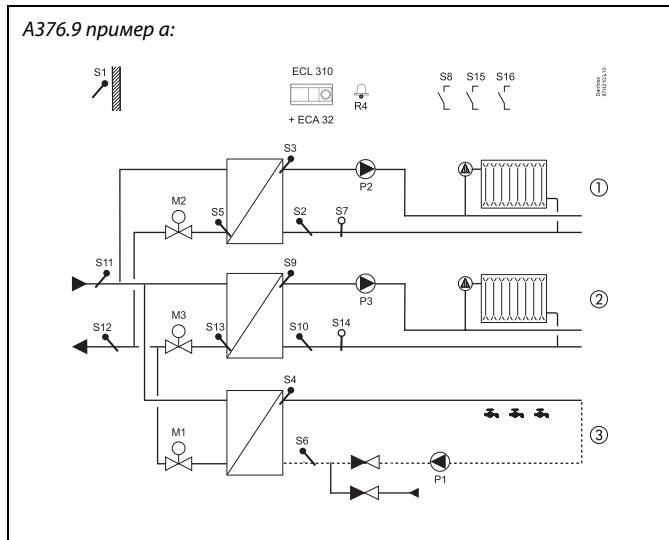 A376.9 пример a:
S1
ECL 310
+ ECA 32
R4
S8 S15 S16
Danfoss
87H2103.10
S3
P2
①
M2
S5
S2
S7
S11
S9
P3
②
S12
M3
S13
S10
S14
S4
③
M1
S6
P1